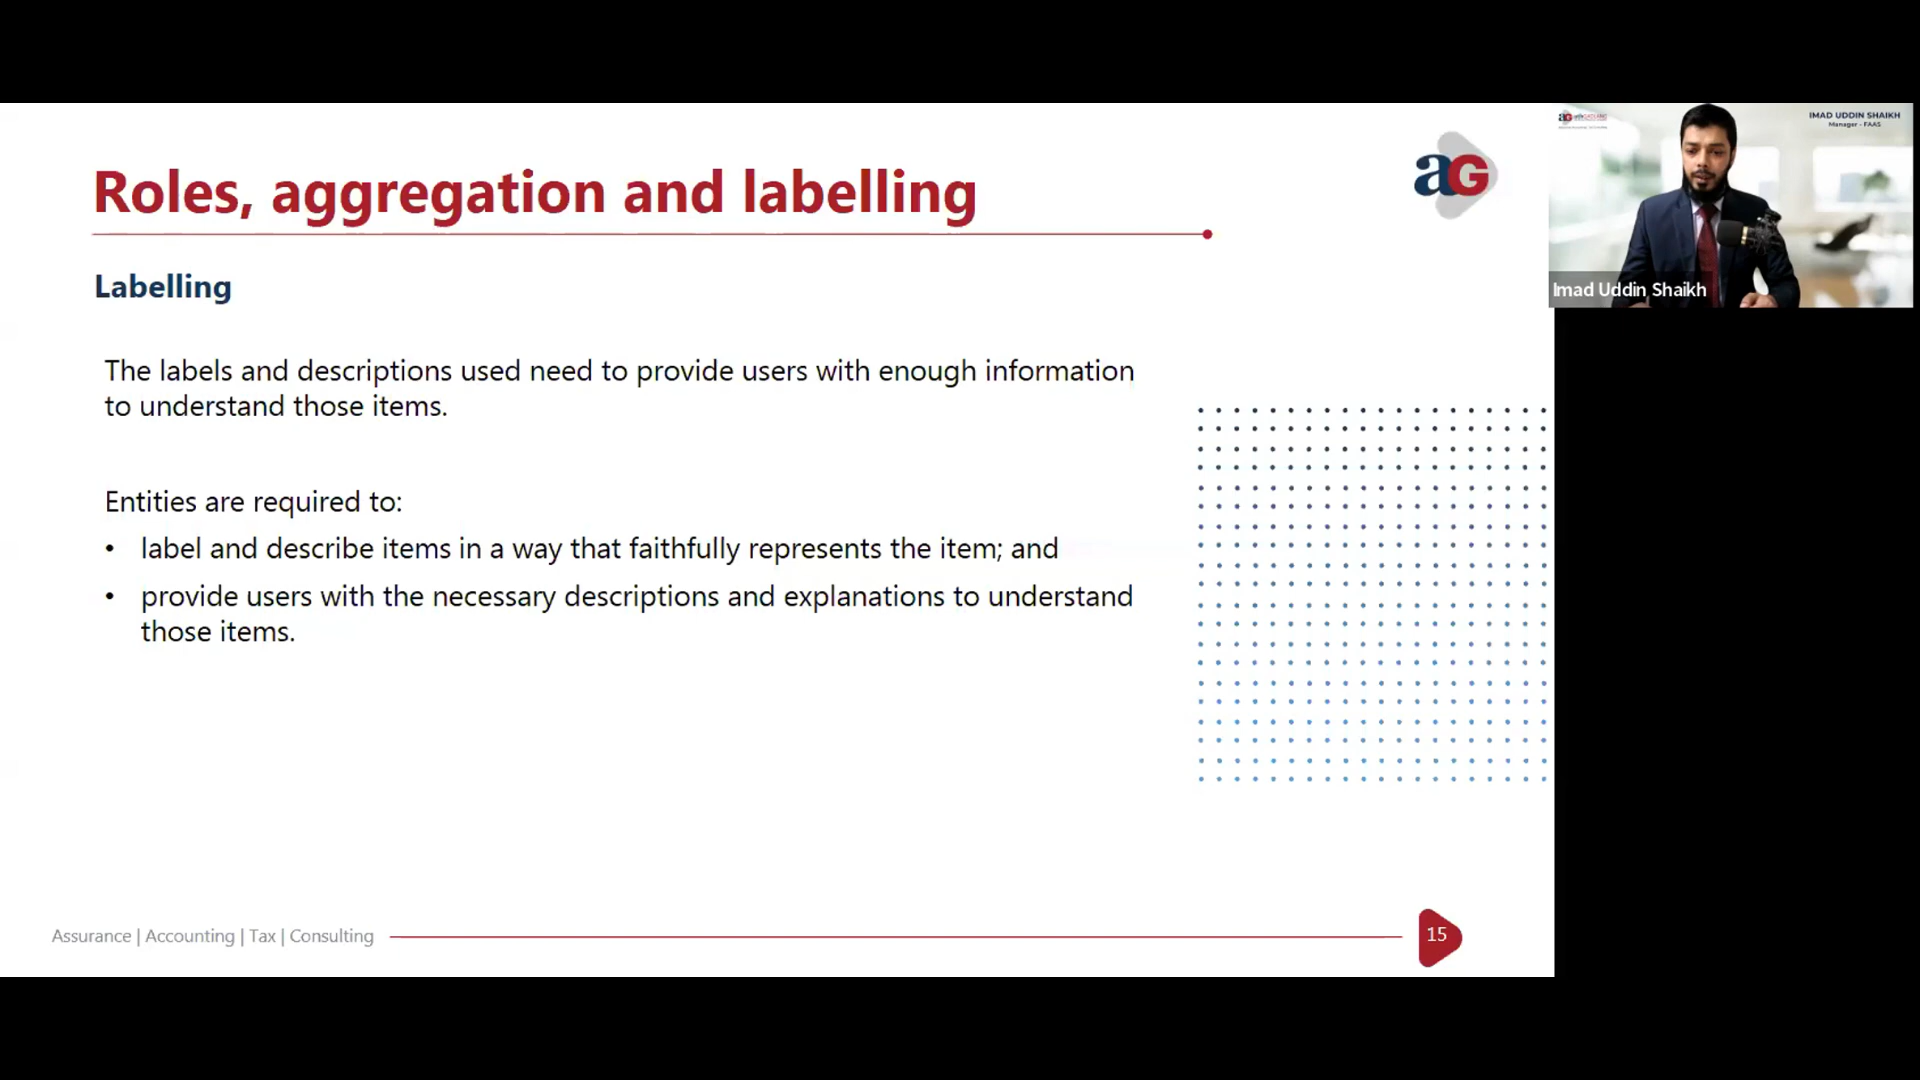 Roles, aggregation and labelling
aG
Labelling
The labels and descriptions used need to provide users with enough information
to understand those items.
Entities are required to:
• label and describe items in a way that faithfully represents the item; and
• provide users with the necessary descriptions and explanations to understand
those items.
Assurance | Accounting | Tax | Consulting
15
IMAD UDDIN SHAIKH
Manager - FAAS
Imad Uddin Shaikh